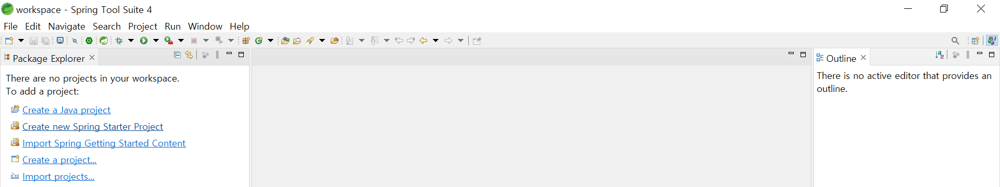 workspace - Spring Tool Suite 4
File Edit Navigate Search Project Run Window Help
Package Explorer
There are no projects in your workspace.
To add a project:
Create a Java project
Create new Spring Starter Project
Import Spring Getting Started Content
Create a project...
Import projects...
Outline
There is no active editor that provides an
outline.